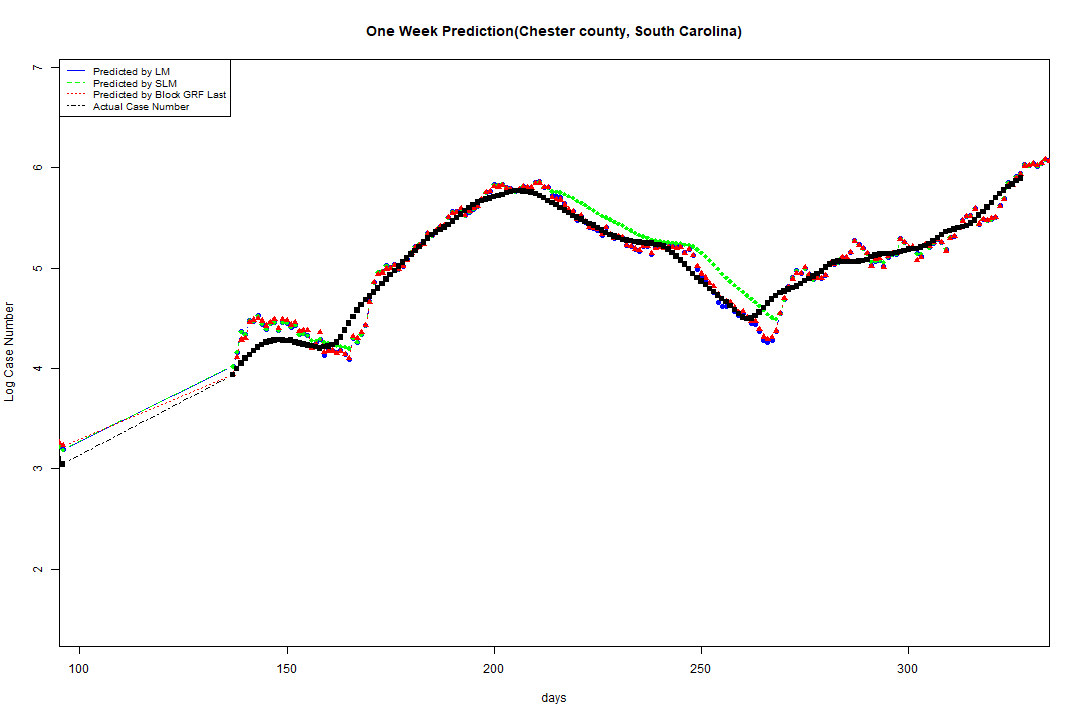 One Week Prediction(Chester county, South Carolina)
Predicted by LM
Predicted by SLM
Predicted by Block GRF Last
Actual Case Number
7
6
5
4
3
2
Log Case Number
100 150 200 250 300
days